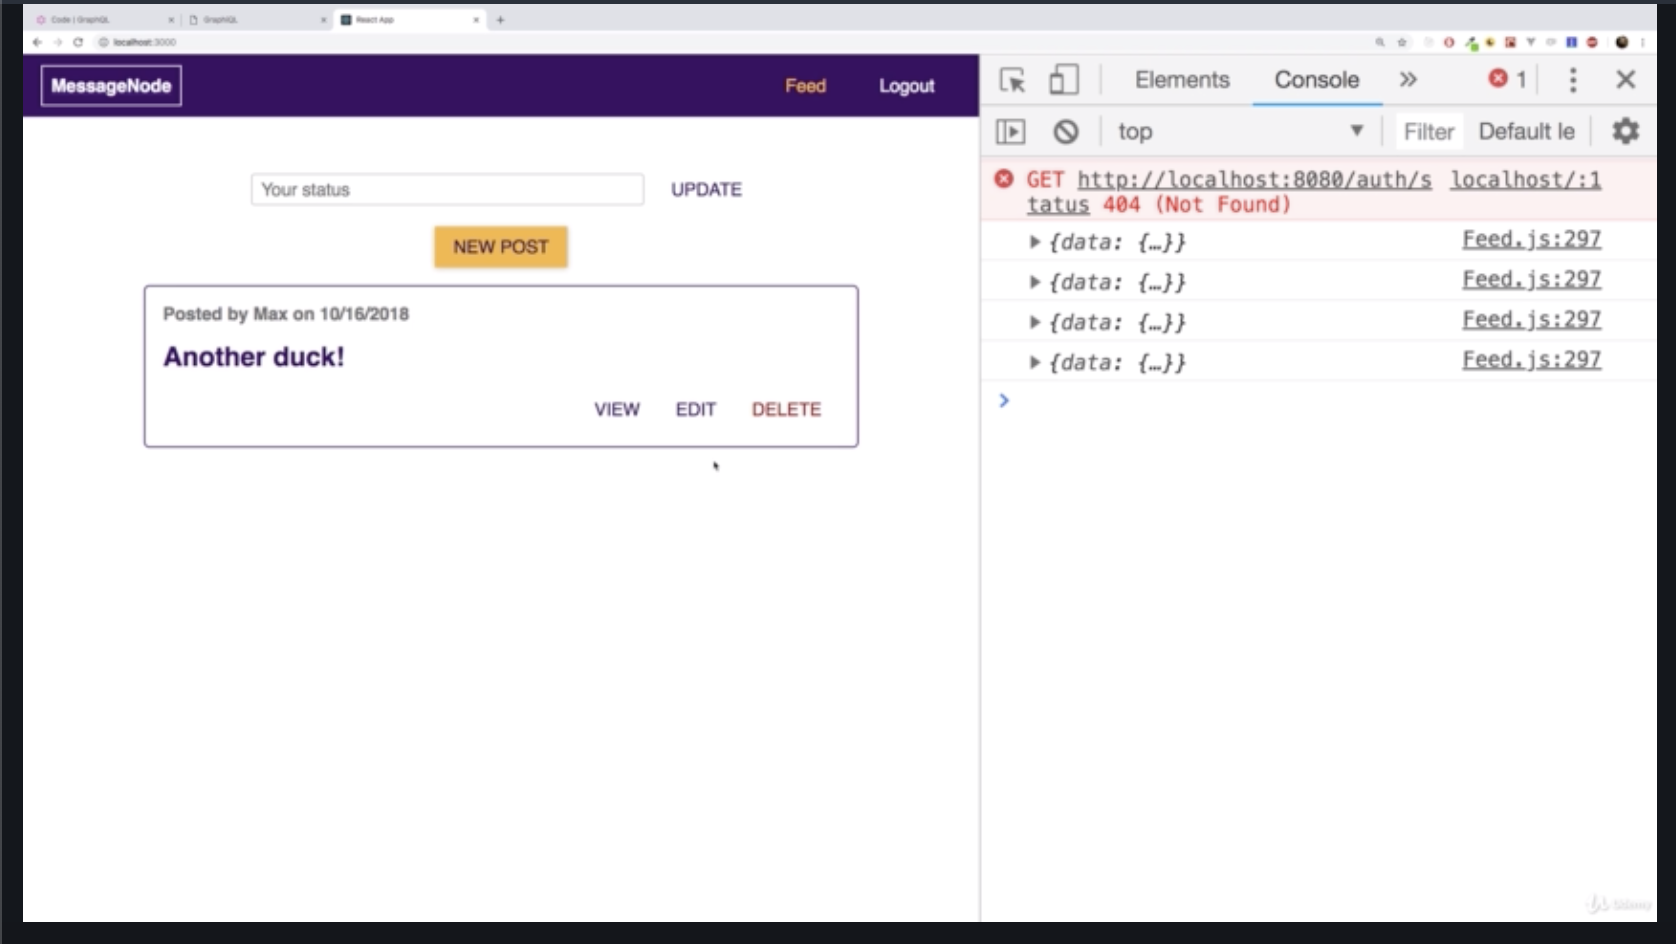 Code | GraphQL
GraphiQL
React App
localhost:3000
MessageNode
Feed
Logout
Your status
UPDATE
NEW POST
Posted by Max on 10/16/2018
Another duck!
VIEW
EDIT
DELETE
Elements
Console
1
top
Filter
Default le
GET http://localhost:8080/auth/s localhost/:1
tatus 404 (Not Found)
{data: {…}} Feed.js:297
{data: {…}} Feed.js:297
{data: {…}} Feed.js:297
{data: {…}} Feed.js:297
Udemy